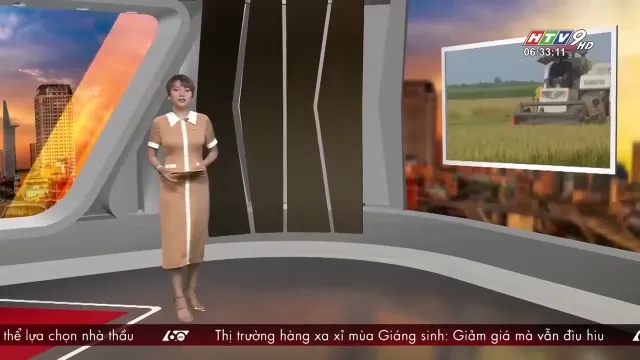 HTV9 HD
06:33:11
thể lựa chọn nhà thầu 60 Thị trường hàng xa xỉ mùa Giáng sinh: Giảm giá mà vẫn đìu hiu